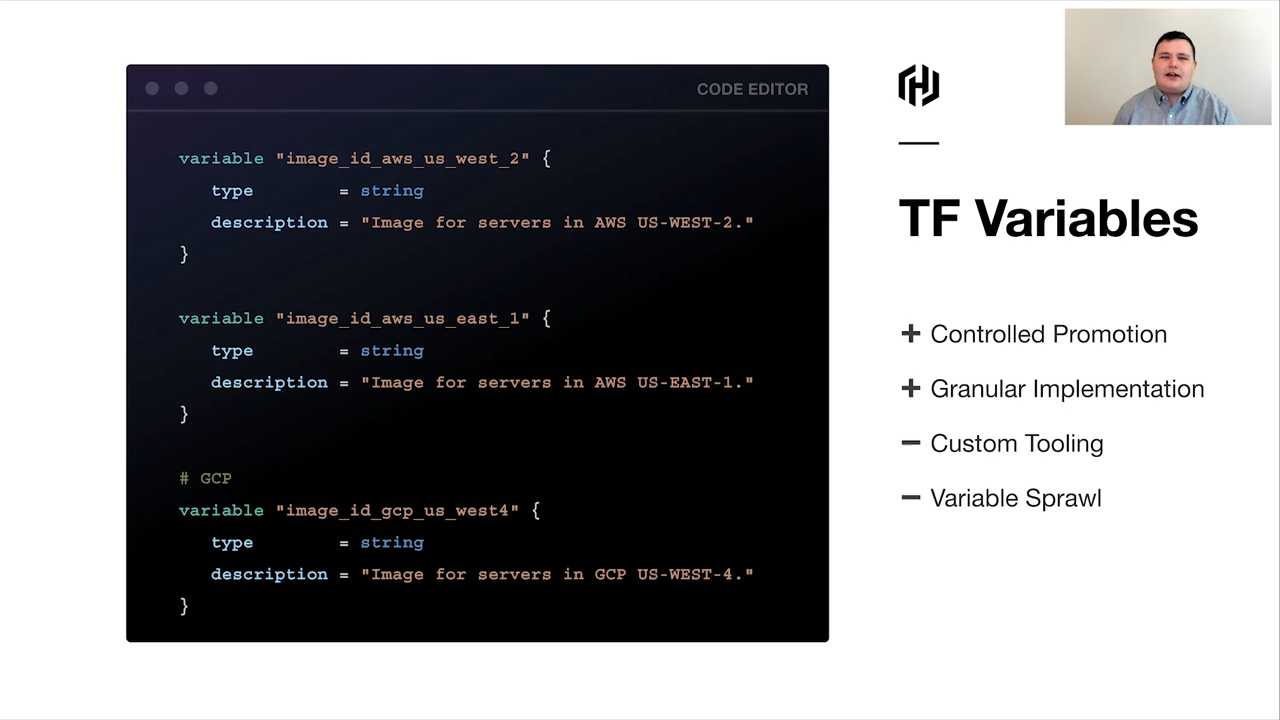 CODE EDITOR
variable "image_id_aws_us_west_2" {
type = string
description = "Image for servers in AWS US-WEST-2."
}
variable "image_id_aws_us_east_1" {
type = string
description = "Image for servers in AWS US-EAST-1."
}
# GCP
variable "image_id_gcp_us_west4" {
type = string
description = "Image for servers in GCP US-WEST-4."
}
TF Variables
+ Controlled Promotion
+ Granular Implementation
− Custom Tooling
− Variable Sprawl